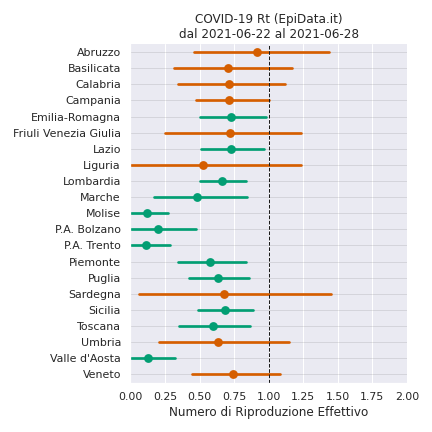 COVID-19 Rt (EpiData.it)
dal 2021-06-22 al 2021-06-28
Abruzzo
Basilicata
Calabria
Campania
Emilia-Romagna
Friuli Venezia Giulia
Lazio
Liguria
Lombardia
Marche
Molise
P.A. Bolzano
P.A. Trento
Piemonte
Puglia
Sardegna
Sicilia
Toscana
Umbria
Valle d'Aosta
Veneto
0.00 0.25 0.50 0.75 1.00 1.25 1.50 1.75 2.00
Numero di Riproduzione Effettivo